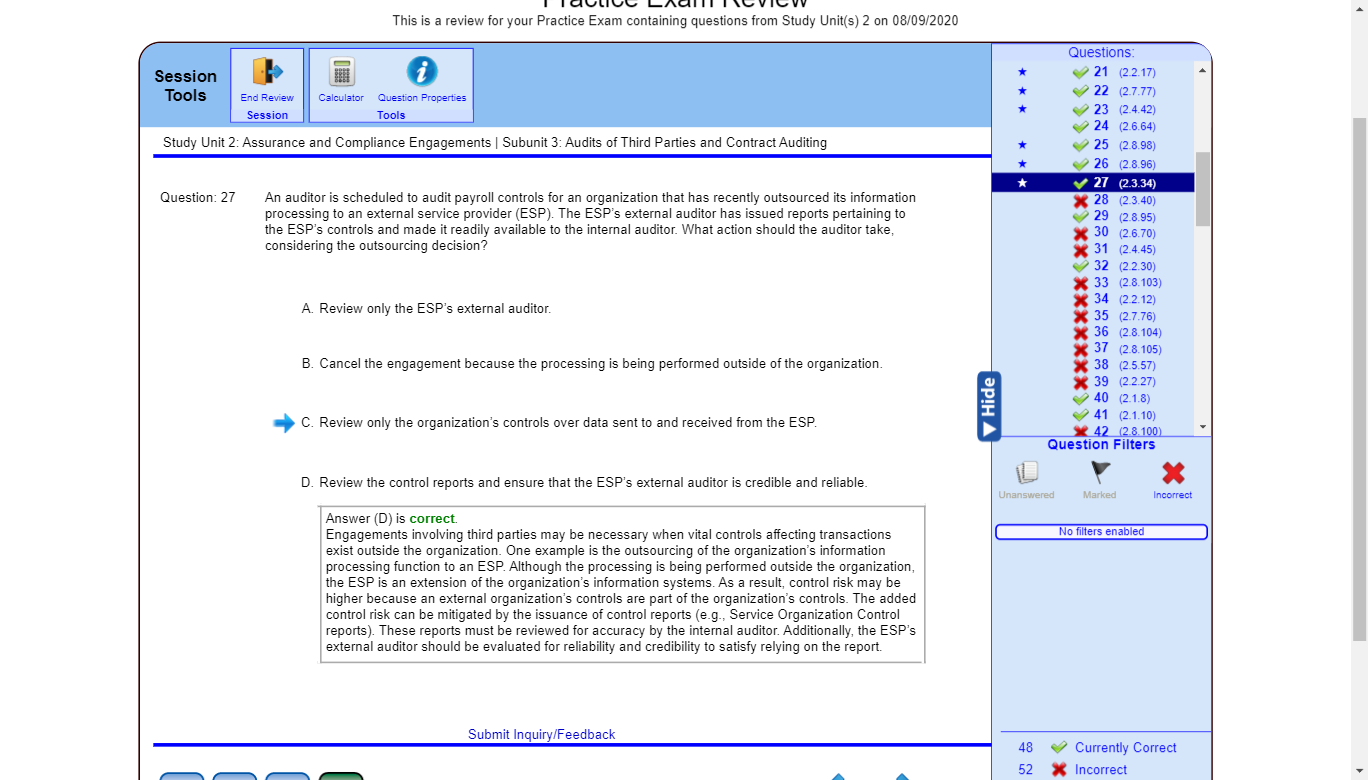 Practice Exam Review
This is a review for your Practice Exam containing questions from Study Unit(s) 2 on 08/09/2020
Session
Tools
End Review
Session
Calculator
Question Properties
Tools
Study Unit 2: Assurance and Compliance Engagements | Subunit 3: Audits of Third Parties and Contract Auditing
Question: 27
An auditor is scheduled to audit payroll controls for an organization that has recently outsourced its information
processing to an external service provider (ESP). The ESP's external auditor has issued reports pertaining to
the ESP's controls and made it readily available to the internal auditor. What action should the auditor take,
considering the outsourcing decision?
A. Review only the ESP's external auditor.
B. Cancel the engagement because the processing is being performed outside of the organization.
C. Review only the organization's controls over data sent to and received from the ESP.
D. Review the control reports and ensure that the ESP's external auditor is credible and reliable.
Answer (D) is correct.
Engagements involving third parties may be necessary when vital controls affecting transactions
exist outside the organization. One example is the outsourcing of the organization's information
processing function to an ESP. Although the processing is being performed outside the organization,
the ESP is an extension of the organization's information systems. As a result, control risk may be
higher because an external organization's controls are part of the organization's controls. The added
control risk can be mitigated by the issuance of control reports (e.g., Service Organization Control
reports). These reports must be reviewed for accuracy by the internal auditor. Additionally, the ESP's
external auditor should be evaluated for reliability and credibility to satisfy relying on the report.
Submit Inquiry/Feedback
Questions:
21 (2.2.17)
22 (2.7.77)
23 (2.4.42)
24 (2.6.64)
25 (2.8.98)
26 (2.8.96)
27 (2.3.34)
28 (2.3.40)
29 (2.8.95)
30 (2.6.70)
31 (2.4.45)
32 (2.2.30)
33 (2.8.103)
34 (2.2.12)
35 (2.7.76)
36 (2.8.104)
37 (2.8.105)
38 (2.5.57)
39 (2.2.27)
40 (2.1.8)
41 (2.1.10)
42 (2.8.100)
Hide
Question Filters
Unanswered
Marked
Incorrect
No filters enabled
48 Currently Correct
52 Incorrect